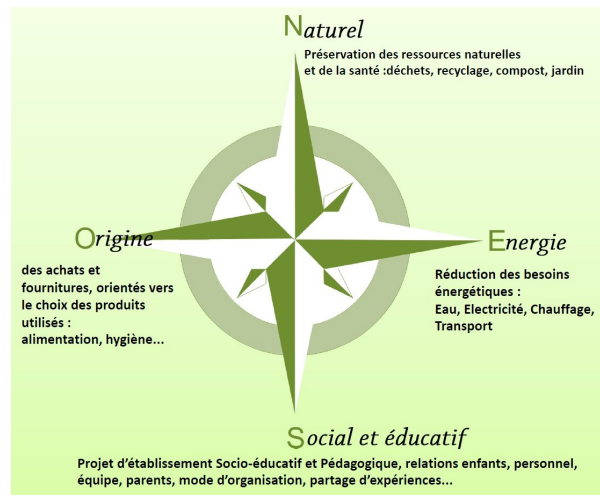 Naturel
Préservation des ressources naturelles
et de la santé :déchets, recyclage, compost, jardin
Origine
des achats et
fournitures, orientés vers
le choix des produits
utilisés :
alimentation, hygiène...
Energie
Réduction des besoins
énergétiques :
Eau, Electricité, Chauffage,
Transport
Social et éducatif
Projet d'établissement Socio-éducatif et Pédagogique, relations enfants, personnel,
équipe, parents, mode d'organisation, partage d'expériences...